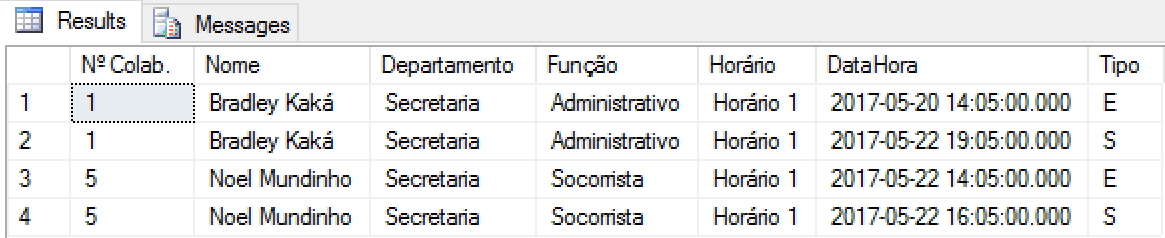 Results Messages
Nº Colab. Nome Departamento Função Horário DataHora Tipo
1 1 Bradley Kaká Secretaria Administrativo Horário 1 2017-05-20 14:05:00.000 E
2 1 Bradley Kaká Secretaria Administrativo Horário 1 2017-05-22 19:05:00.000 S
3 5 Noel Mundinho Secretaria Socorrista Horário 1 2017-05-22 14:05:00.000 E
4 5 Noel Mundinho Secretaria Socorrista Horário 1 2017-05-22 16:05:00.000 S